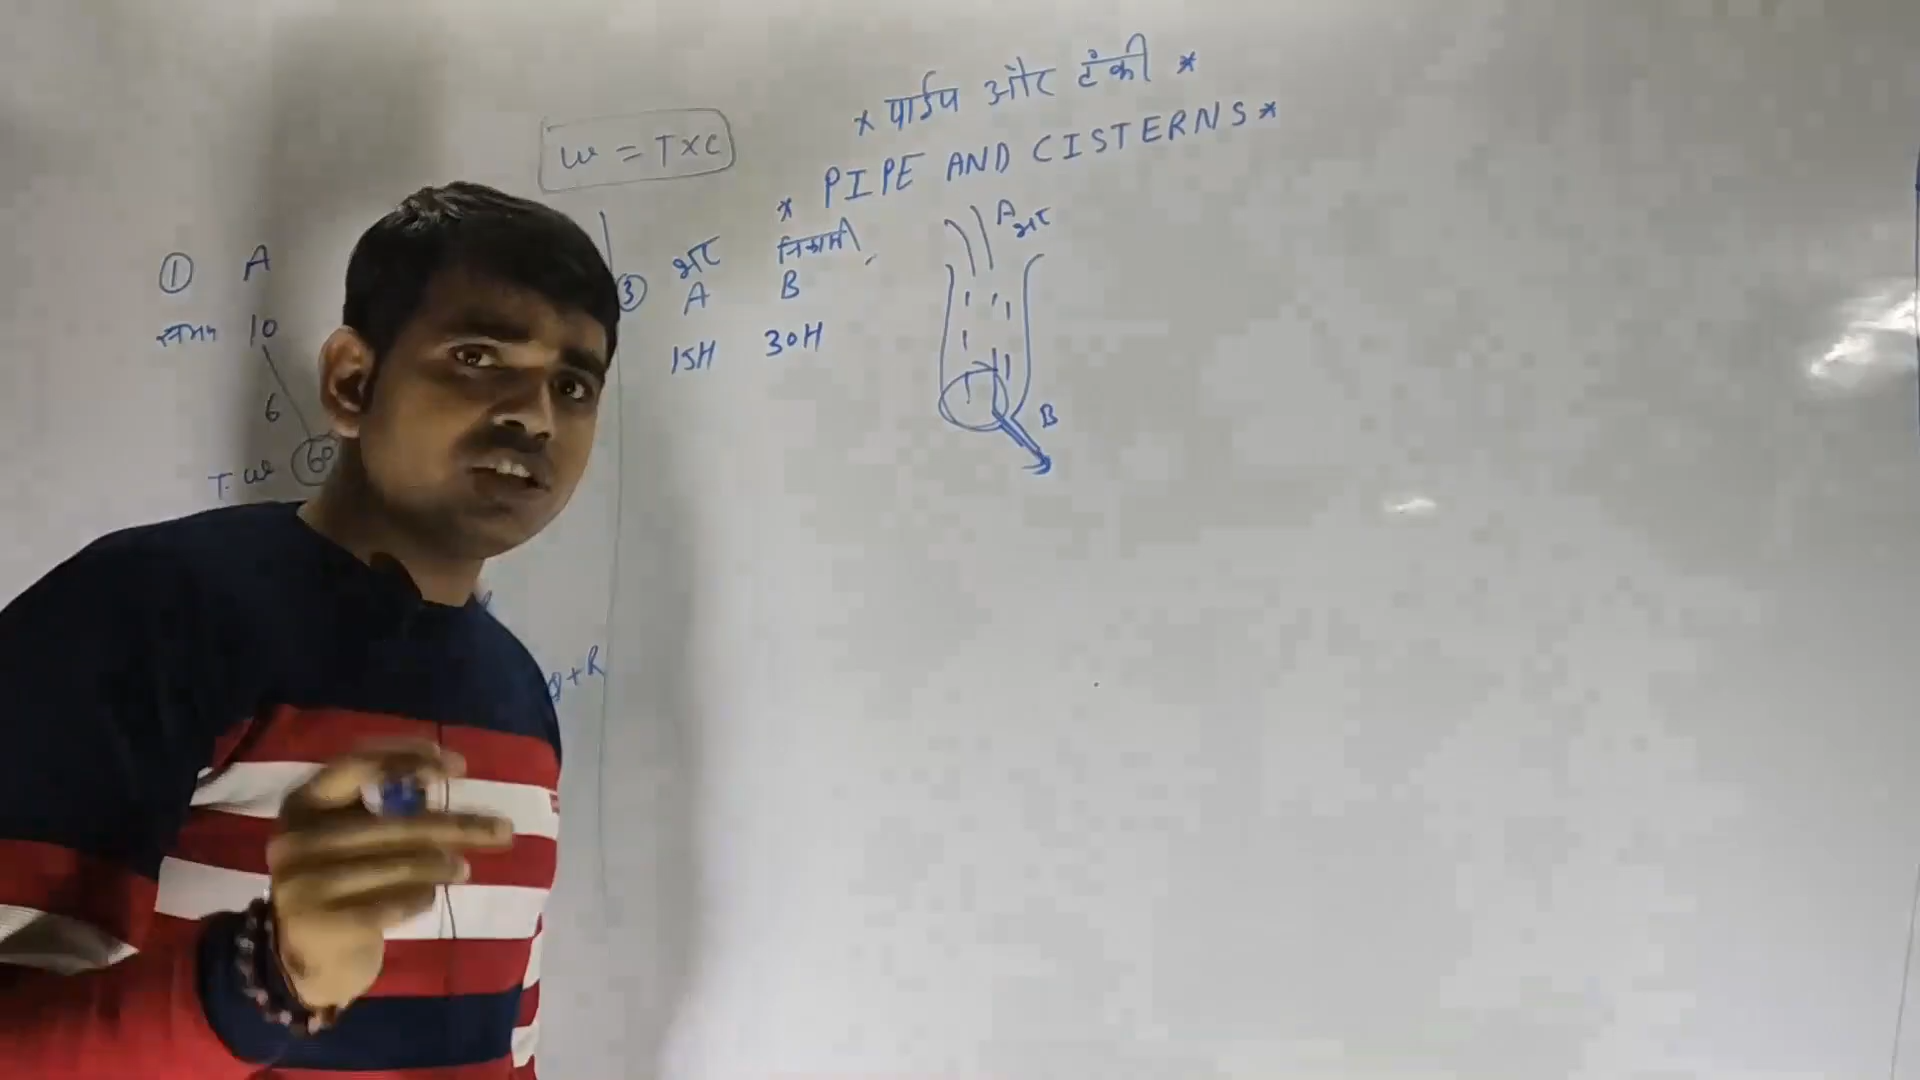 * पाईप और टंकी *
* PIPE AND CISTERNS *
W = T×C
① A
समय 10
6
T.W 60
③ भर निकासी
A B
15H 30H
A भर
B
+R